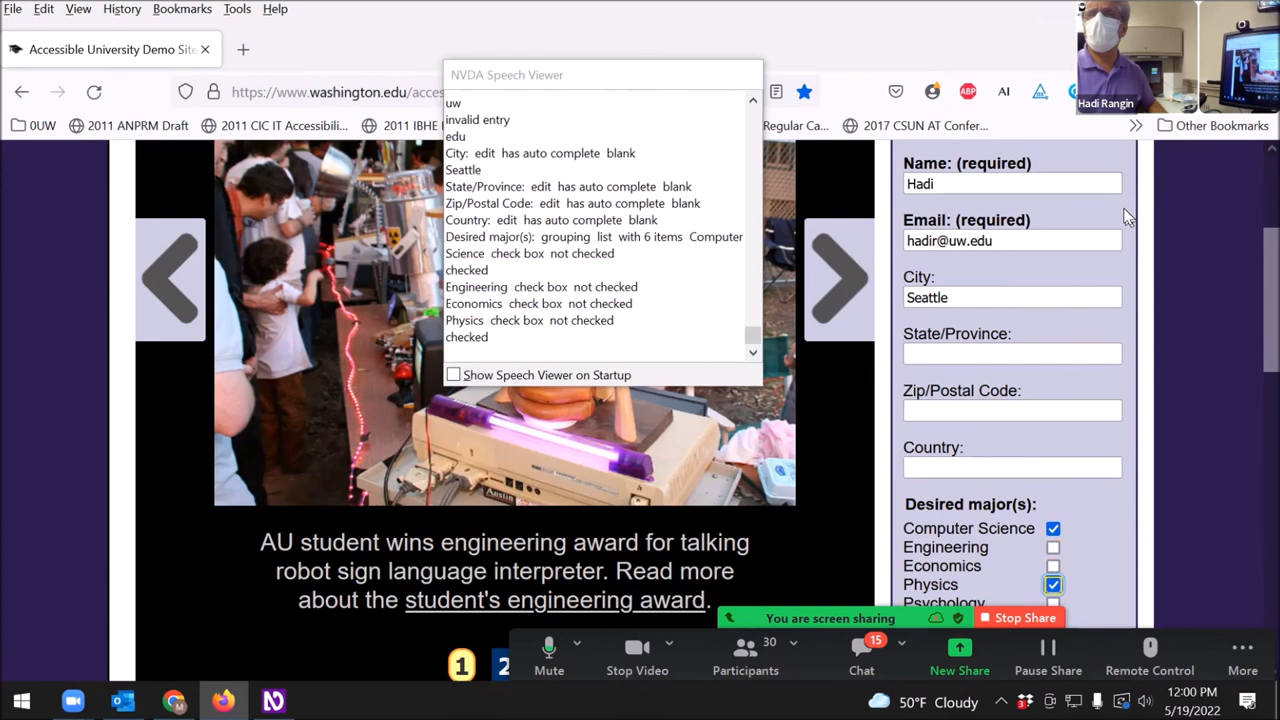 File Edit View History Bookmarks Tools Help
Accessible University Demo Site
https://www.washington.edu/acces
0UW 2011 ANPRM Draft 2011 CIC IT Accessibili... 2011 IBHE Regular Ca... 2017 CSUN AT Confer... Other Bookmarks
ABP
AI
Hadi Rangin
NVDA Speech Viewer
uw
invalid entry
edu
City: edit has auto complete blank
Seattle
State/Province: edit has auto complete blank
Zip/Postal Code: edit has auto complete blank
Country: edit has auto complete blank
Desired major(s): grouping list with 6 items Computer
Science check box not checked
checked
Engineering check box not checked
Economics check box not checked
Physics check box not checked
checked
Show Speech Viewer on Startup
Austin
AU student wins engineering award for talking
robot sign language interpreter. Read more
about the student's engineering award.
1 2
Name: (required)
Hadi
Email: (required)
hadir@uw.edu
City:
Seattle
State/Province:
Zip/Postal Code:
Country:
Desired major(s):
Computer Science
Engineering
Economics
Physics
Psychology
You are screen sharing Stop Share
30
15
Mute Stop Video Participants Chat New Share Pause Share Remote Control More
50°F Cloudy
3
12:00 PM
5/19/2022